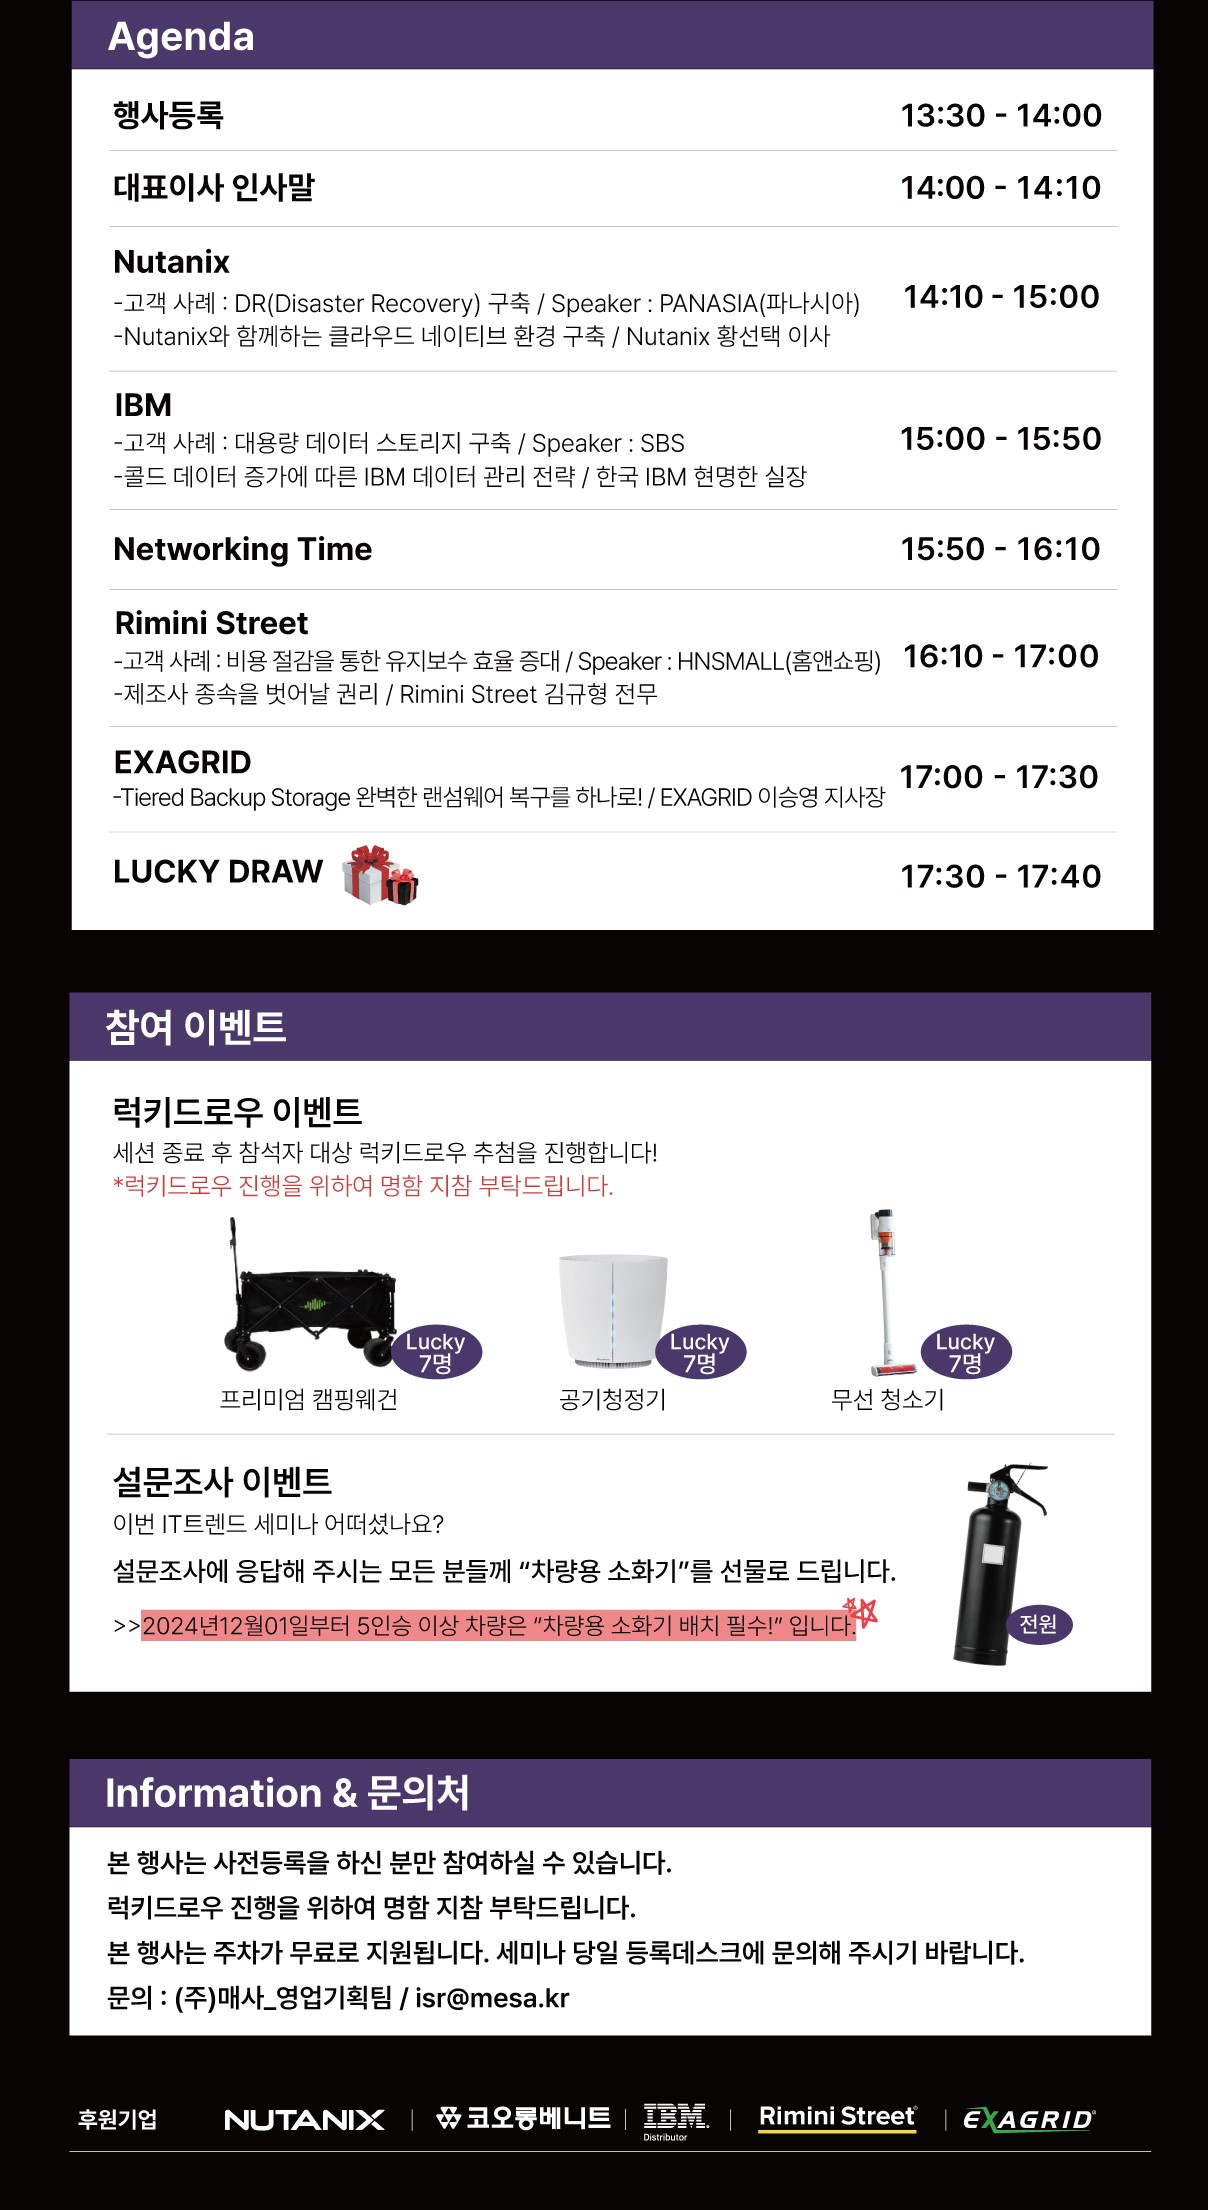 Agenda
행사등록 13:30 - 14:00
대표이사 인사말 14:00 - 14:10
Nutanix
-고객 사례 : DR(Disaster Recovery) 구축 / Speaker : PANASIA(파나시아) 14:10 - 15:00
-Nutanix와 함께하는 클라우드 네이티브 환경 구축 / Nutanix 황선택 이사
IBM
-고객 사례 : 대용량 데이터 스토리지 구축 / Speaker : SBS 15:00 - 15:50
-콜드 데이터 증가에 따른 IBM 데이터 관리 전략 / 한국 IBM 현명한 실장
Networking Time 15:50 - 16:10
Rimini Street
-고객 사례 : 비용 절감을 통한 유지보수 효율 증대 / Speaker : HNSMALL(홈앤쇼핑) 16:10 - 17:00
-제조사 종속을 벗어날 권리 / Rimini Street 김규형 전무
EXAGRID 17:00 - 17:30
-Tiered Backup Storage 완벽한 랜섬웨어 복구를 하나로! / EXAGRID 이승영 지사장
LUCKY DRAW 17:30 - 17:40
참여 이벤트
럭키드로우 이벤트
세션 종료 후 참석자 대상 럭키드로우 추첨을 진행합니다!
*럭키드로우 진행을 위하여 명함 지참 부탁드립니다.
Lucky 7명
Lucky 7명
Lucky 7명
프리미엄 캠핑웨건 공기청정기 무선 청소기
설문조사 이벤트
이번 IT트렌드 세미나 어떠셨나요?
설문조사에 응답해 주시는 모든 분들께 “차량용 소화기”를 선물로 드립니다.
>>2024년12월01일부터 5인승 이상 차량은 “차량용 소화기 배치 필수!” 입니다.
전원
Information & 문의처
본 행사는 사전등록을 하신 분만 참여하실 수 있습니다.
럭키드로우 진행을 위하여 명함 지참 부탁드립니다.
본 행사는 주차가 무료로 지원됩니다. 세미나 당일 등록데스크에 문의해 주시기 바랍니다.
문의 : (주)매사_영업기획팀 / isr@mesa.kr
후원기업 NUTANIX | 코오롱베니트 | IBM. | Rimini Street® | EXAGRID®
Distributor